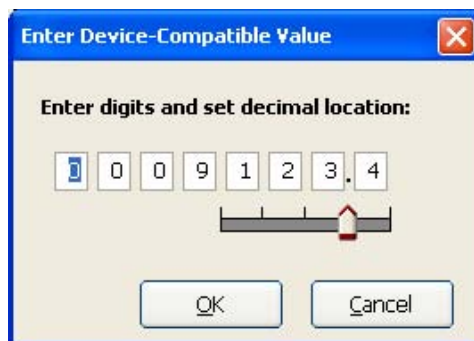 Enter Device-Compatible Value
Enter digits and set decimal location:
0 0 0 9 1 2 3 . 4
OK Cancel